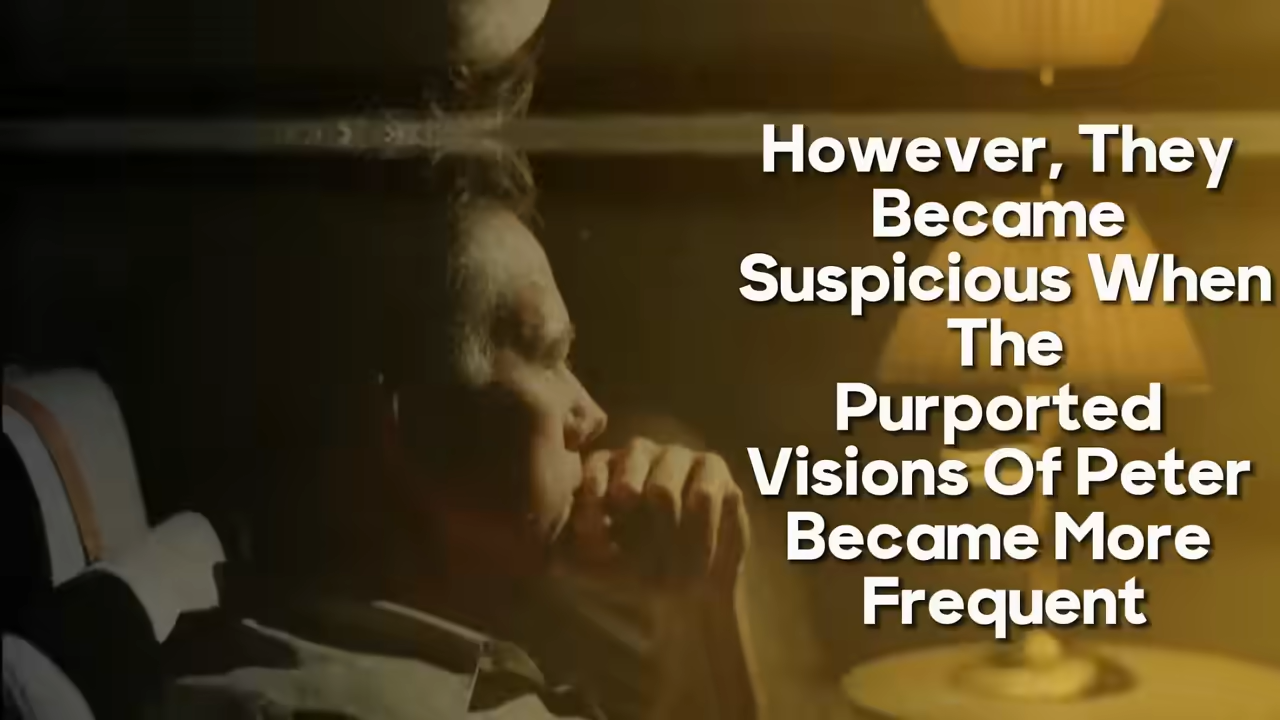 However, They
Became
Suspicious When
The
Purported
Visions Of Peter
Became More
Frequent